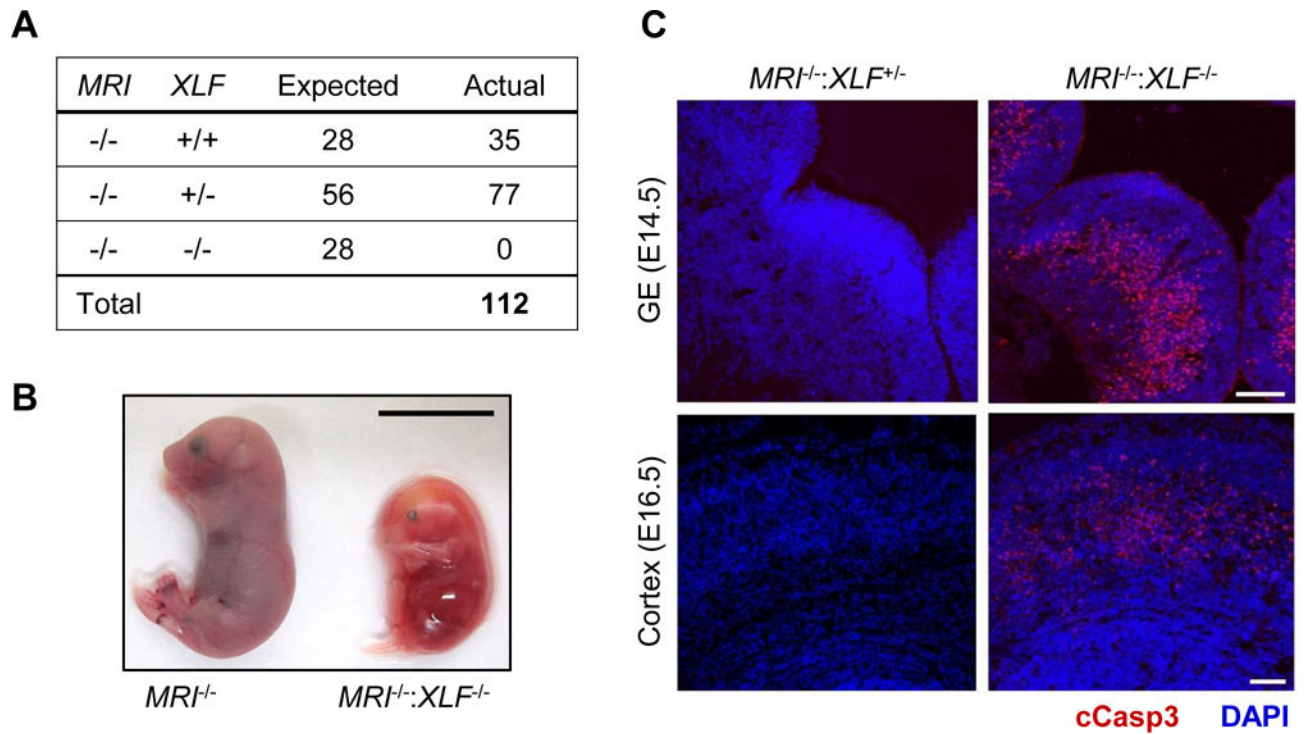 A
MRI XLF Expected Actual
-/- +/+ 28 35
-/- +/- 56 77
-/- -/- 28 0
Total 112
B
MRI-/- MRI-/-:XLF-/-
C
MRI-/-:XLF+/- MRI-/-:XLF-/-
GE (E14.5)
Cortex (E16.5)
cCasp3 DAPI